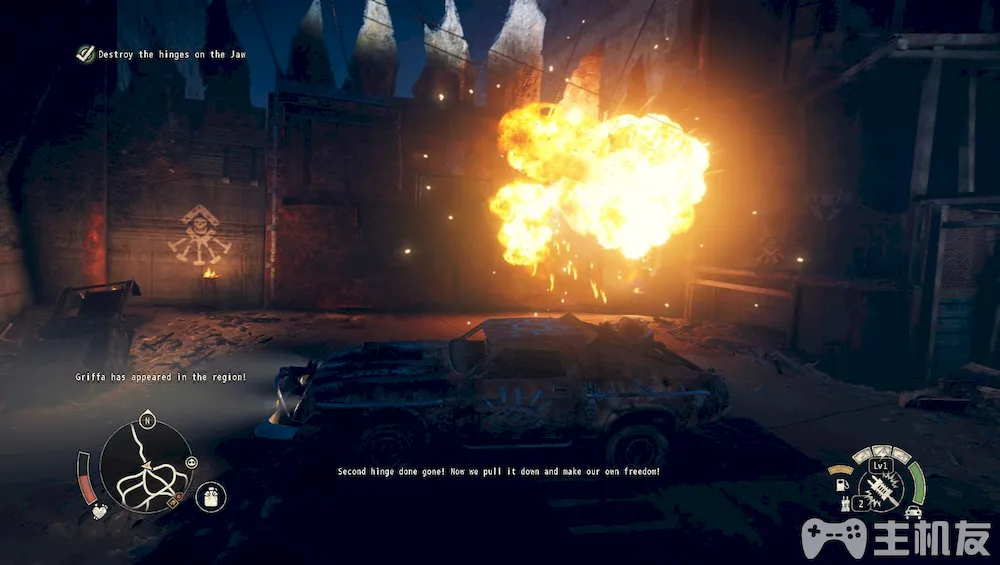 Destroy the hinges on the Jaw
Griffa has appeared in the region!
N
Second hinge done gone! Now we pull it down and make our own freedom!
Lv1
2
主机友